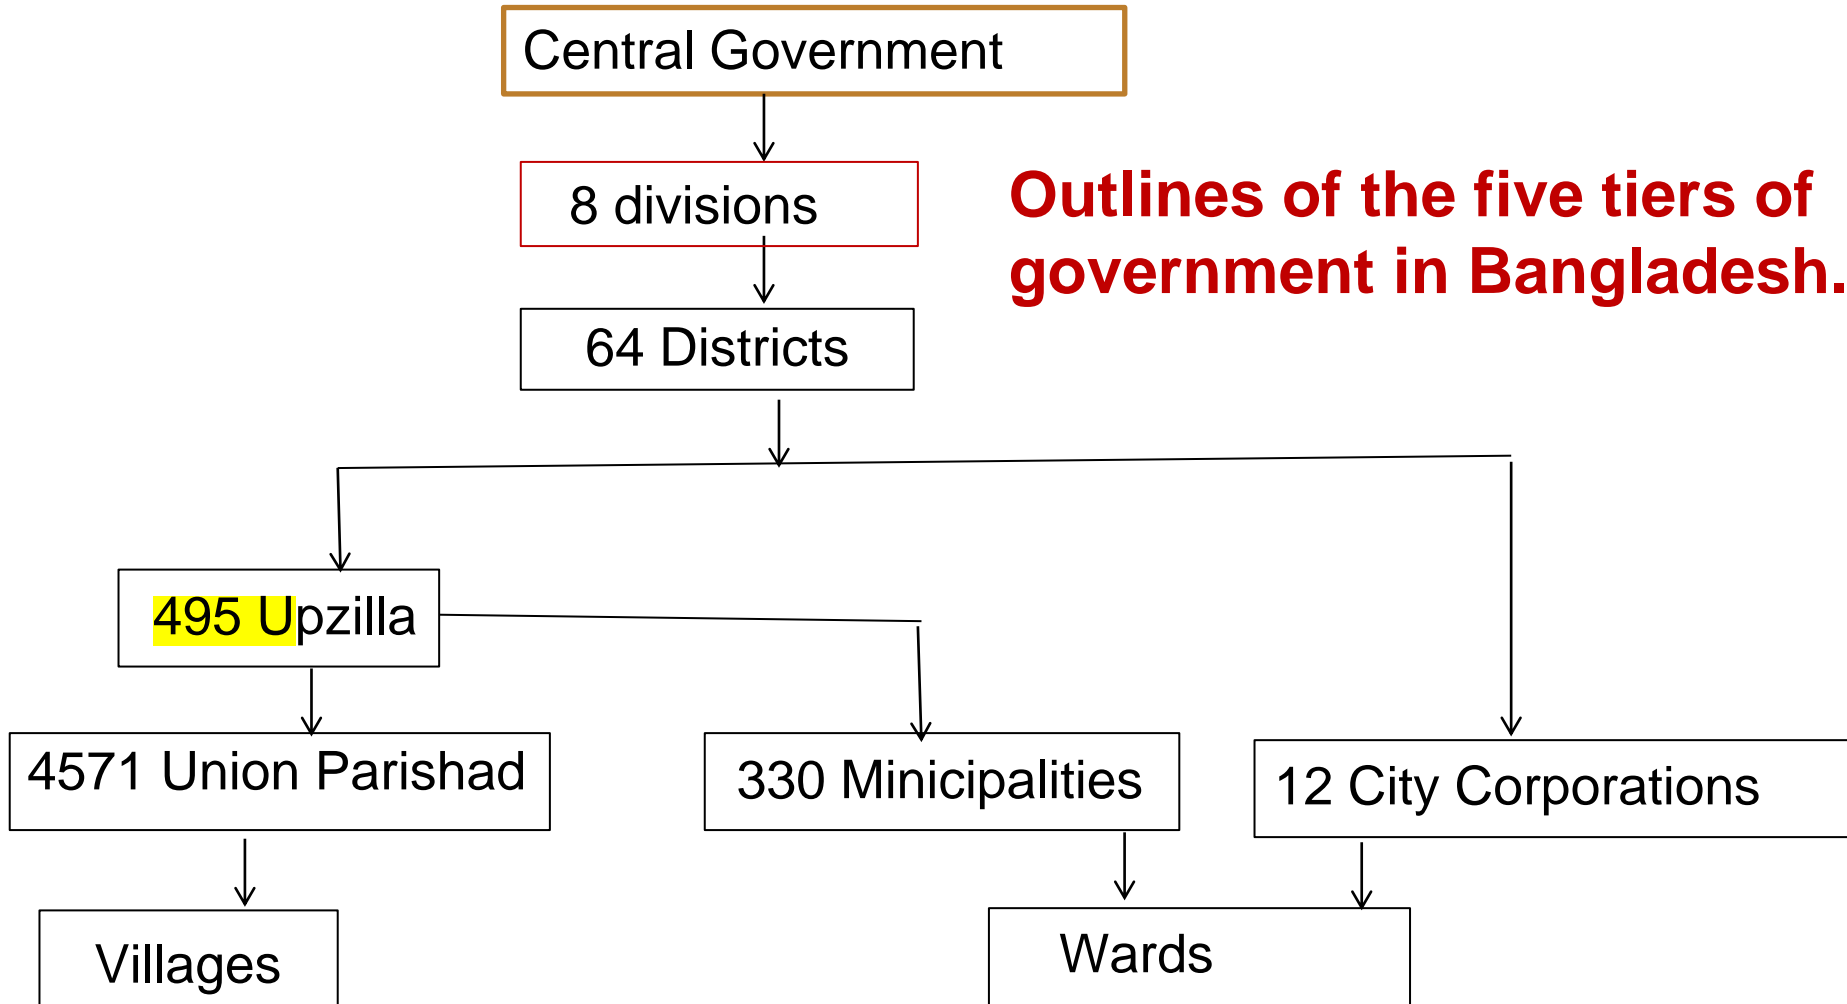 Central Government
8 divisions
Outlines of the five tiers of
government in Bangladesh.
64 Districts
495 Upzilla
4571 Union Parishad
330 Minicipalities
12 City Corporations
Villages
Wards